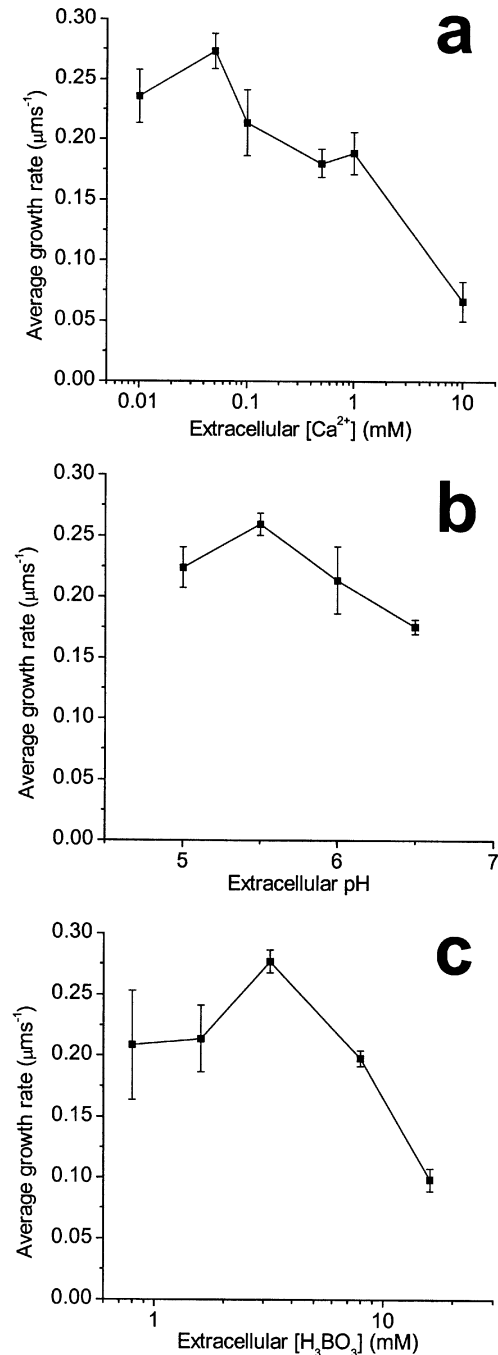 a
0.30
0.25
0.20
0.15
0.10
0.05
0.00
Average growth rate (μms⁻¹)
0.01 0.1 1 10
Extracellular [Ca²⁺] (mM)
b
0.30
0.25
0.20
0.15
0.10
0.05
0.00
Average growth rate (μms⁻¹)
5 6 7
Extracellular pH
c
0.30
0.25
0.20
0.15
0.10
0.05
0.00
Average growth rate (μms⁻¹)
1 10
Extracellular [H₃BO₃] (mM)